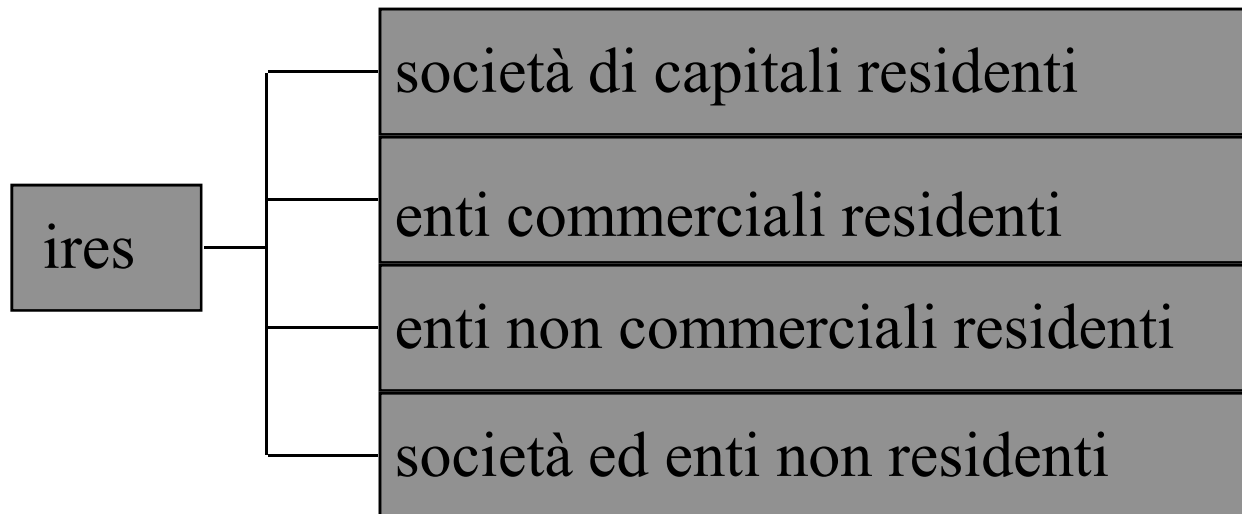 ires
società di capitali residenti
enti commerciali residenti
enti non commerciali residenti
società ed enti non residenti